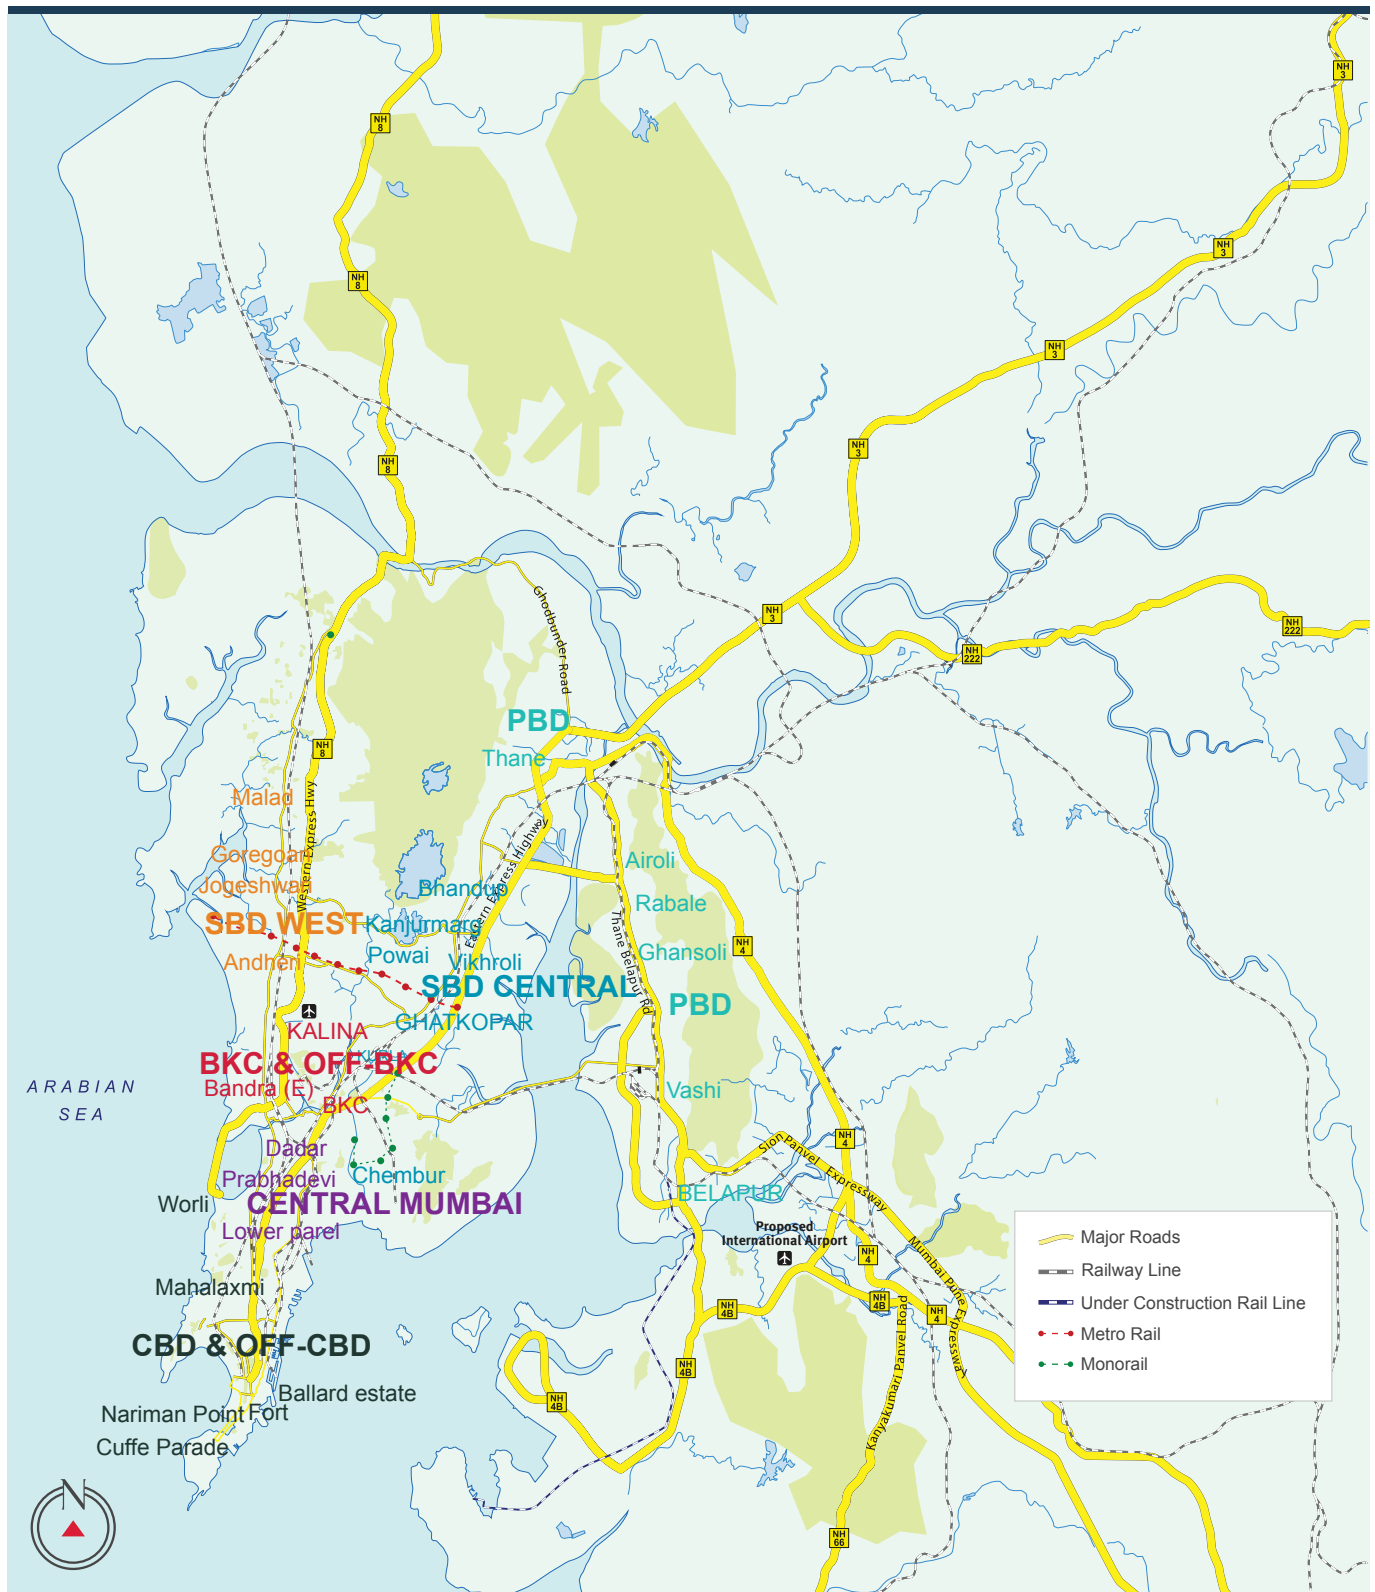 NH
3
NH
8
NH
3
NH
8
NH
3
NH
3
NH
8
Ghodbunder Road
NH
3
NH
222
NH
222
PBD
NH
8
Thane
Malad
Western Express Hwy
Eastern Express Highway
Goregoan
Airoli
Jogeshwari
Bhandup
Rabale
SBD WEST
Kanjurmarg
Thane Belapur Rd
NH
4
Ghansoli
Andheri
Powai
Vikhroli
SBD CENTRAL
PBD
GHATKOPAR
KALINA
KURLA
BKC & OFF-BKC
Bandra (E)
BKC
Vashi
ARABIAN
SEA
Dadar
NH
4
Sion Panvel Expressway
Prabhadevi
Chembur
BELAPUR
Worli
CENTRAL MUMBAI
Lower parel
Proposed
International Airport
NH
4
Mumbai Pune Expressway
Mahalaxmi
NH
4B
NH
4B
NH
4
Kanyakumari Panvel Road
CBD & OFF-CBD
NH
4B
Ballard estate
NH
4B
Nariman Point
Fort
Cuffe Parade
NH
66
N
Major Roads
Railway Line
Under Construction Rail Line
Metro Rail
Monorail